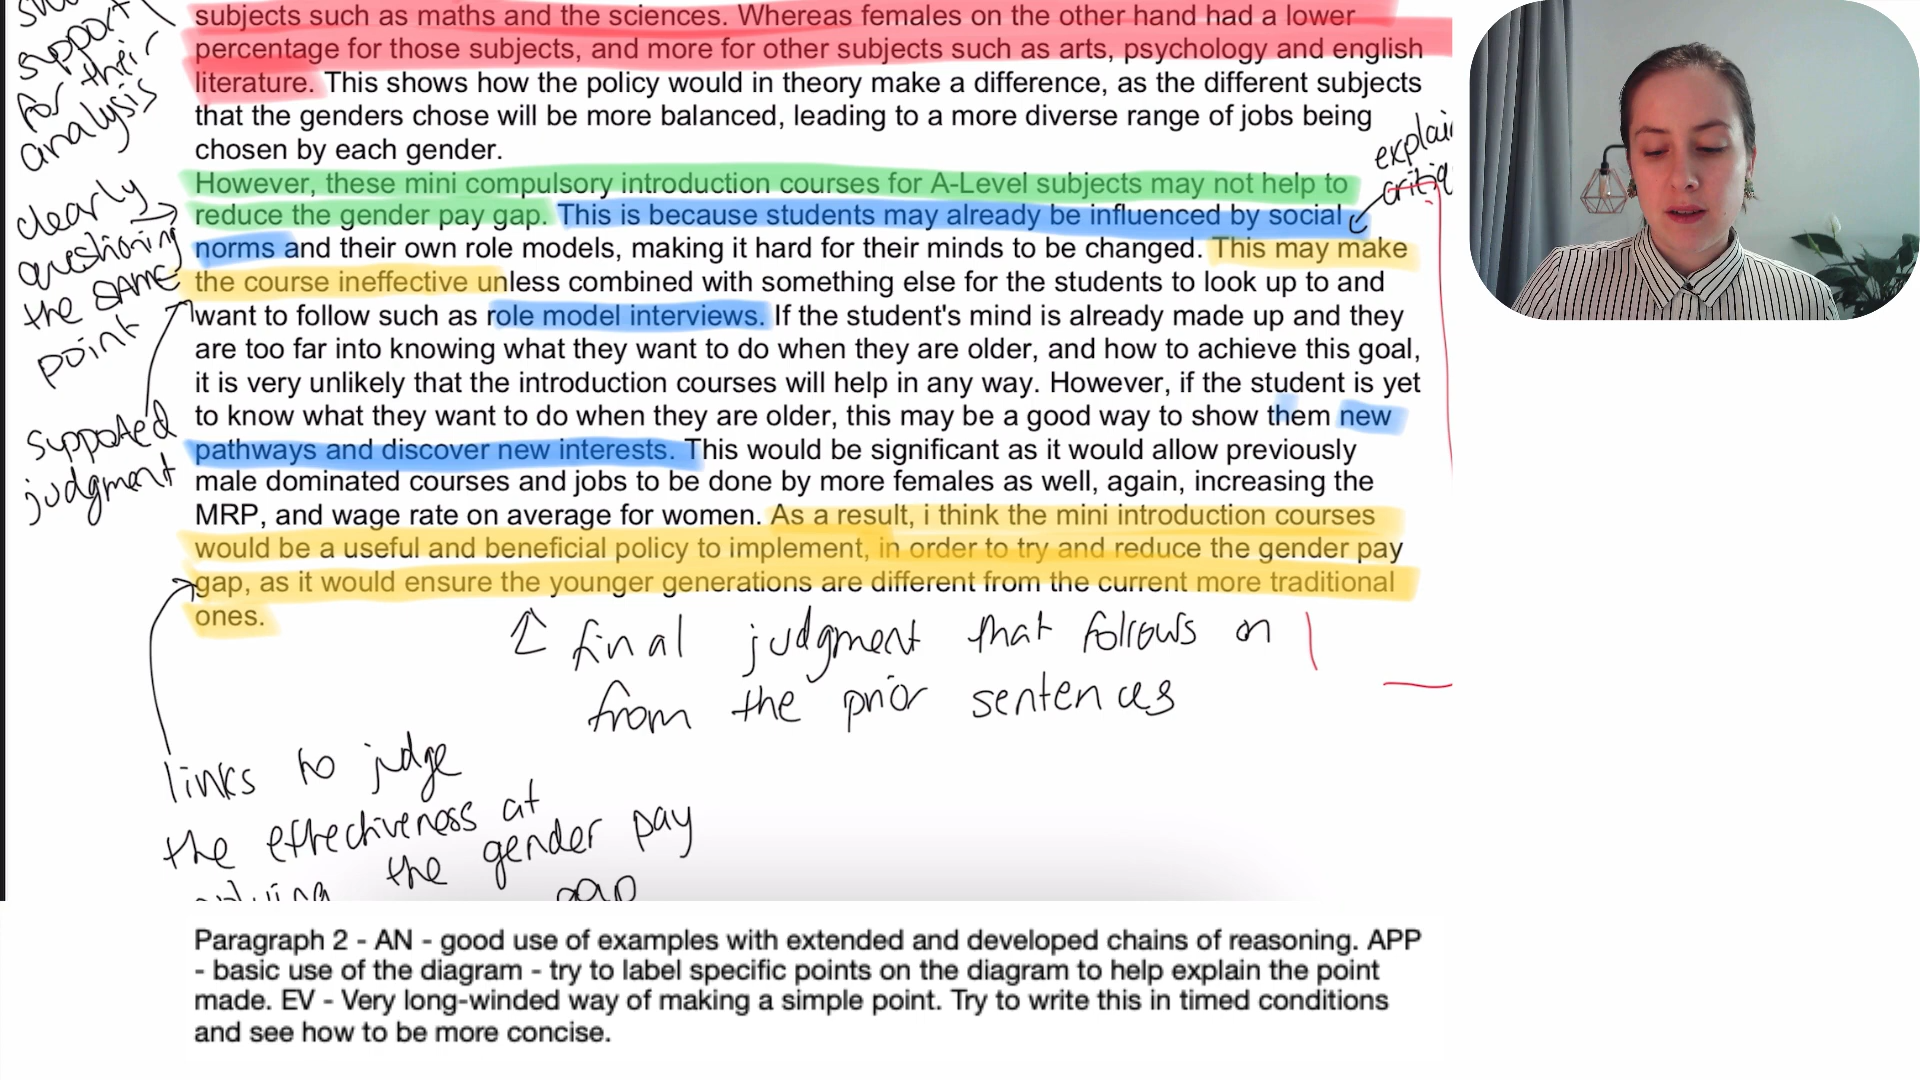 support
for their
analysis
subjects such as maths and the sciences. Whereas females on the other hand had a lower
percentage for those subjects, and more for other subjects such as arts, psychology and english
literature. This shows how the policy would in theory make a difference, as the different subjects
that the genders chose will be more balanced, leading to a more diverse range of jobs being
chosen by each gender.
However, these mini compulsory introduction courses for A-Level subjects may not help to
reduce the gender pay gap. This is because students may already be influenced by social
norms and their own role models, making it hard for their minds to be changed. This may make
the course ineffective unless combined with something else for the students to look up to and
want to follow such as role model interviews. If the student's mind is already made up and they
are too far into knowing what they want to do when they are older, and how to achieve this goal,
it is very unlikely that the introduction courses will help in any way. However, if the student is yet
to know what they want to do when they are older, this may be a good way to show them new
pathways and discover new interests. This would be significant as it would allow previously
male dominated courses and jobs to be done by more females as well, again, increasing the
MRP, and wage rate on average for women. As a result, i think the mini introduction courses
would be a useful and beneficial policy to implement, in order to try and reduce the gender pay
gap, as it would ensure the younger generations are different from the current more traditional
ones.
clearly
questioning
the SAME
point
supported
judgment
final judgment that follows on
from the prior sentences
links to judge
the effectiveness at
the gender pay
gap
Paragraph 2 - AN - good use of examples with extended and developed chains of reasoning. APP
- basic use of the diagram - try to label specific points on the diagram to help explain the point
made. EV - Very long-winded way of making a simple point. Try to write this in timed conditions
and see how to be more concise.